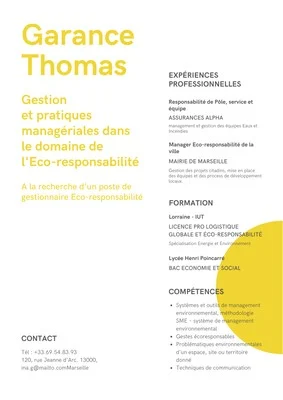 Garance
Thomas
Gestion
et pratiques
managériales dans
le domaine de
l'Eco-responsabilité
A la recherche d'un poste de
gestionnaire Eco-responsabilité
CONTACT
Tél : +33.69 54 83 93
120, rue Jeanne d'Arc, 13000,
ma.g@mailto.comMarseille
EXPÉRIENCES
PROFESSIONNELLES
Responsabilité de Pôle, service et
équipe
ASSURANCES ALPHA
management et gestion des équipes Eaux et
Incendies
Manager Eco-responsabilité de la
ville
MAIRIE DE MARSEILLE
Gestion des projets citadins, mise en place
des équipes et des process de développement
FORMATION
Lorraine - IUT
LICENCE PRO LOGISTIQUE
GLOBALE ET ÉCO-RESPONSABILITÉ
Spécialisation Energie et Environnement
Lycée Henri Poincarré
BAC ECONOMIE ET SOCIAL
COMPÉTENCES
• Systèmes et outils de management
environnemental, méthodologie
SME – système de management
environnemental
• Gestes écoresponsables
• Problématiques environnementales
d'un espace, site ou territoire
donné
• Techniques de communication